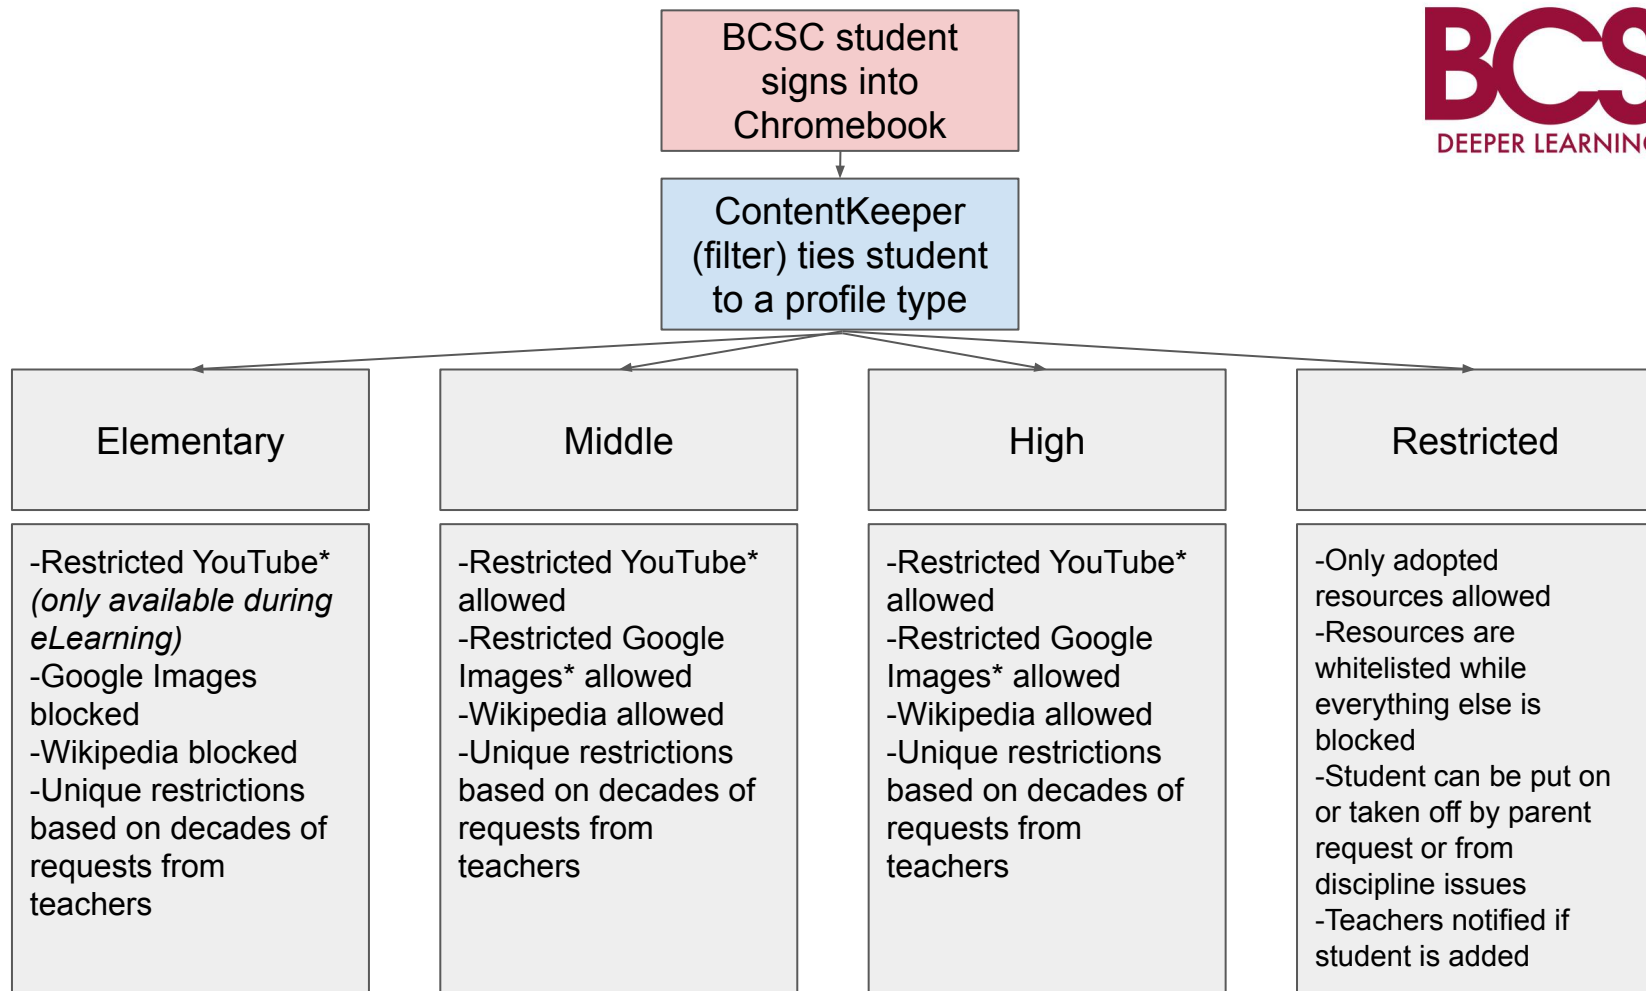 BCSC student
signs into
Chromebook
BCS
DEEPER LEARNING
ContentKeeper
(filter) ties student
to a profile type
Elementary
Middle
High
Restricted
-Restricted YouTube*
(only available during
eLearning)
-Google Images
blocked
-Wikipedia blocked
-Unique restrictions
based on decades of
requests from
teachers
-Restricted YouTube*
allowed
-Restricted Google
Images* allowed
-Wikipedia allowed
-Unique restrictions
based on decades of
requests from
teachers
-Restricted YouTube*
allowed
-Restricted Google
Images* allowed
-Wikipedia allowed
-Unique restrictions
based on decades of
requests from
teachers
-Only adopted
resources allowed
-Resources are
whitelisted while
everything else is
blocked
-Student can be put on
or taken off by parent
request or from
discipline issues
-Teachers notified if
student is added